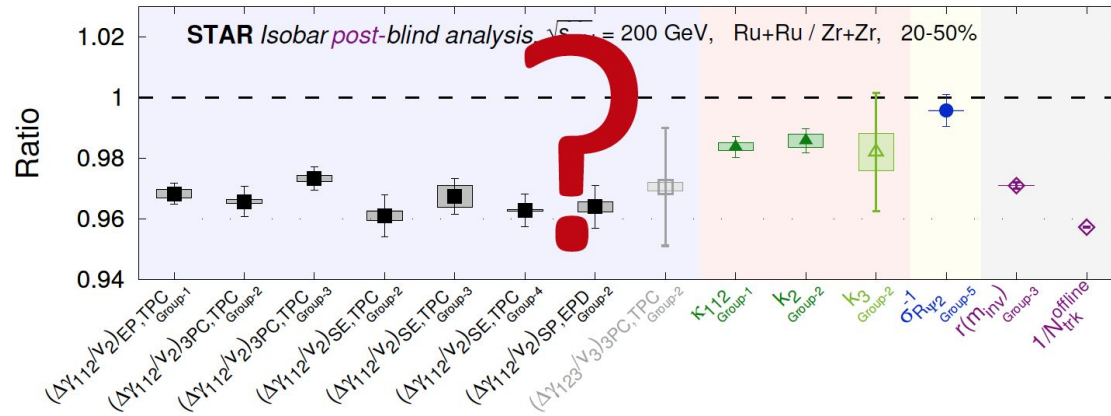 1.02
1
0.98
0.96
0.94
Ratio
STAR Isobar post-blind analysis, = 200 GeV, Ru+Ru / Zr+Zr, 20-50%
?
(Δγ112/v2)EP,TPC Group-1
(Δγ112/v2)3PC,TPC Group-2
(Δγ112/v2)3PC,TPC Group-3
(Δγ112/v2)SE,TPC Group-2
(Δγ112/v2)SE,TPC Group-3
(Δγ112/v2)SE,TPC Group-4
(Δγ112/v2)SP,EPD Group-2
(Δγ123/v3)3PC,TPC Group-2
κ112 Group-1
k2 Group-2
k3 Group-2
σ-1RΨ2 Group-5
r(minv) Group-3
1/Nofflinetrk